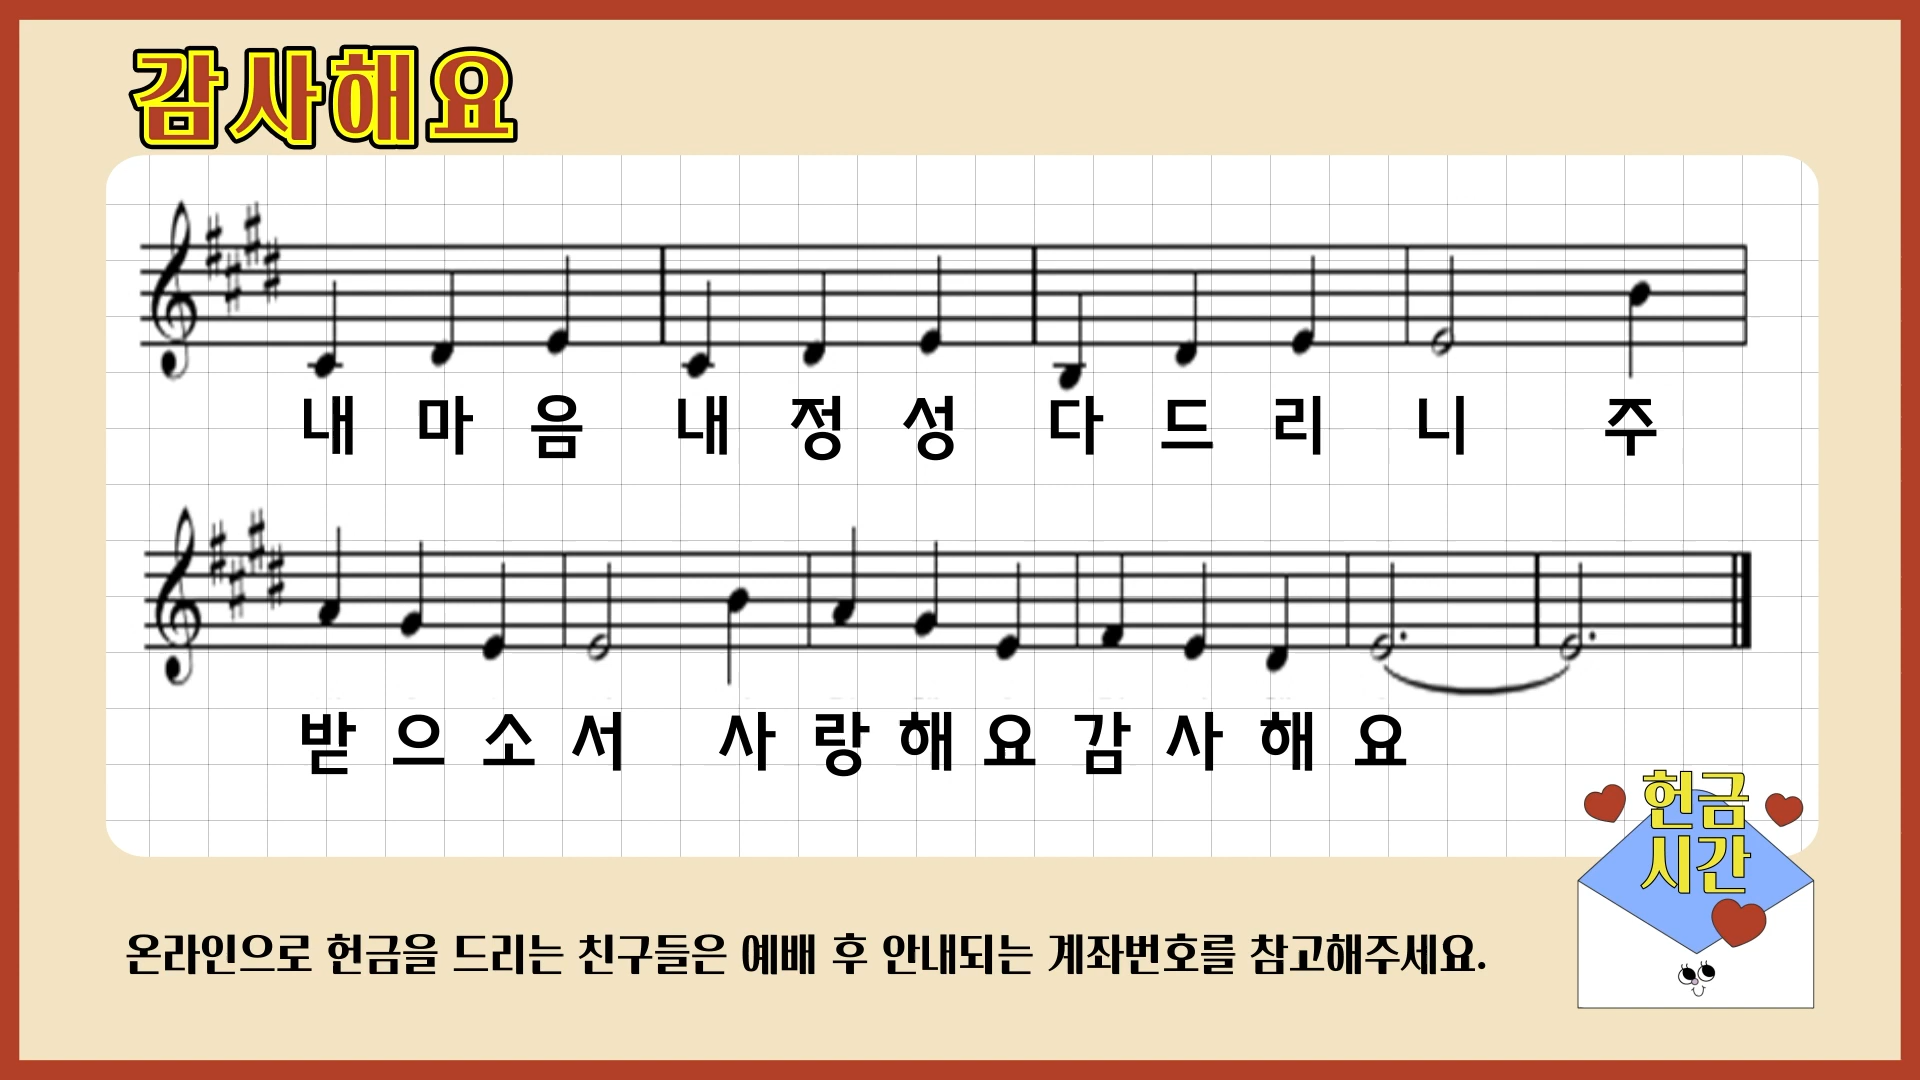 감사해요
내 마 음 내 정 성 다 드 리 니 주
받 으 소 서 사 랑 해 요 감 사 해 요
헌금
시간
온라인으로 헌금을 드리는 친구들은 예배 후 안내되는 계좌번호를 참고해주세요.